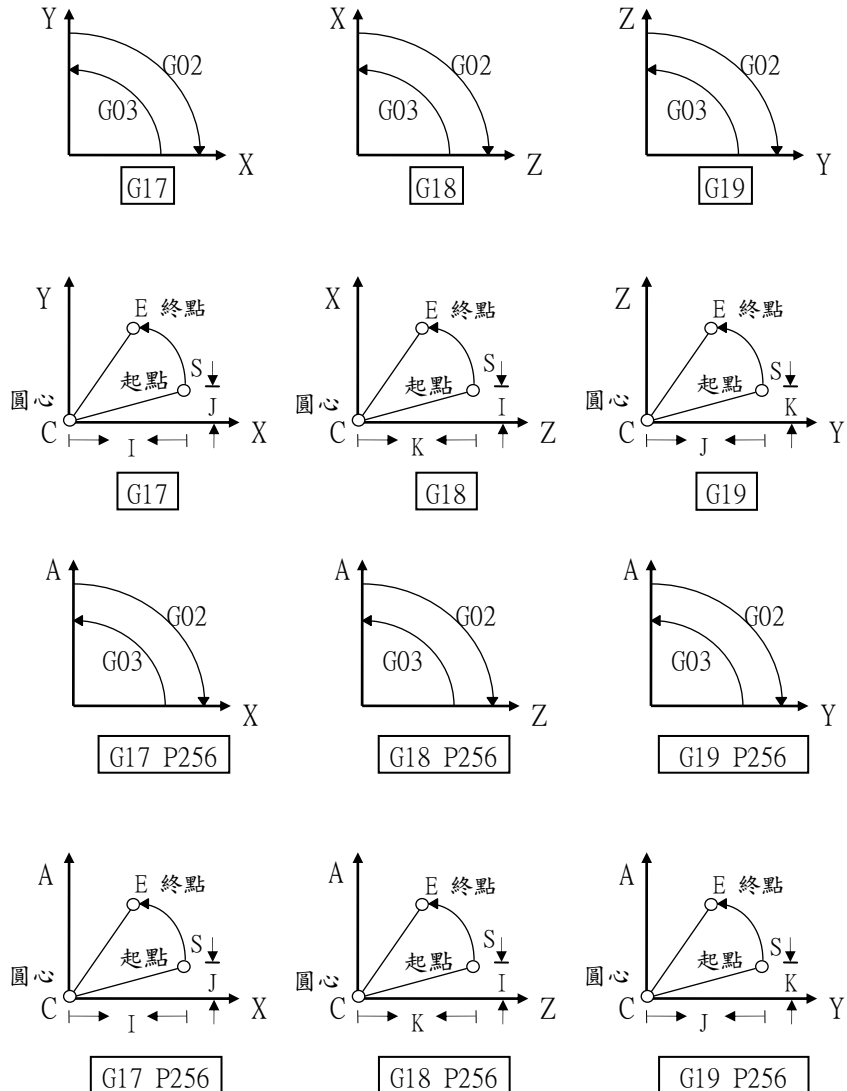 Y X Z
G02 G02 G02
G03 G03 G03
X Z Y
G17 G18 G19
Y X Z
E 終點 E 終點 E 終點
S S S
起點 起點 起點
圓心 J 圓心 I 圓心 K
C X C Z C Y
I K J
G17 G18 G19
A A A
G02 G02 G02
G03 G03 G03
X Z Y
G17 P256 G18 P256 G19 P256
A A A
E 終點 E 終點 E 終點
S S S
起點 起點 起點
圓心 J 圓心 I 圓心 K
C X C Z C Y
I K J
G17 P256 G18 P256 G19 P256